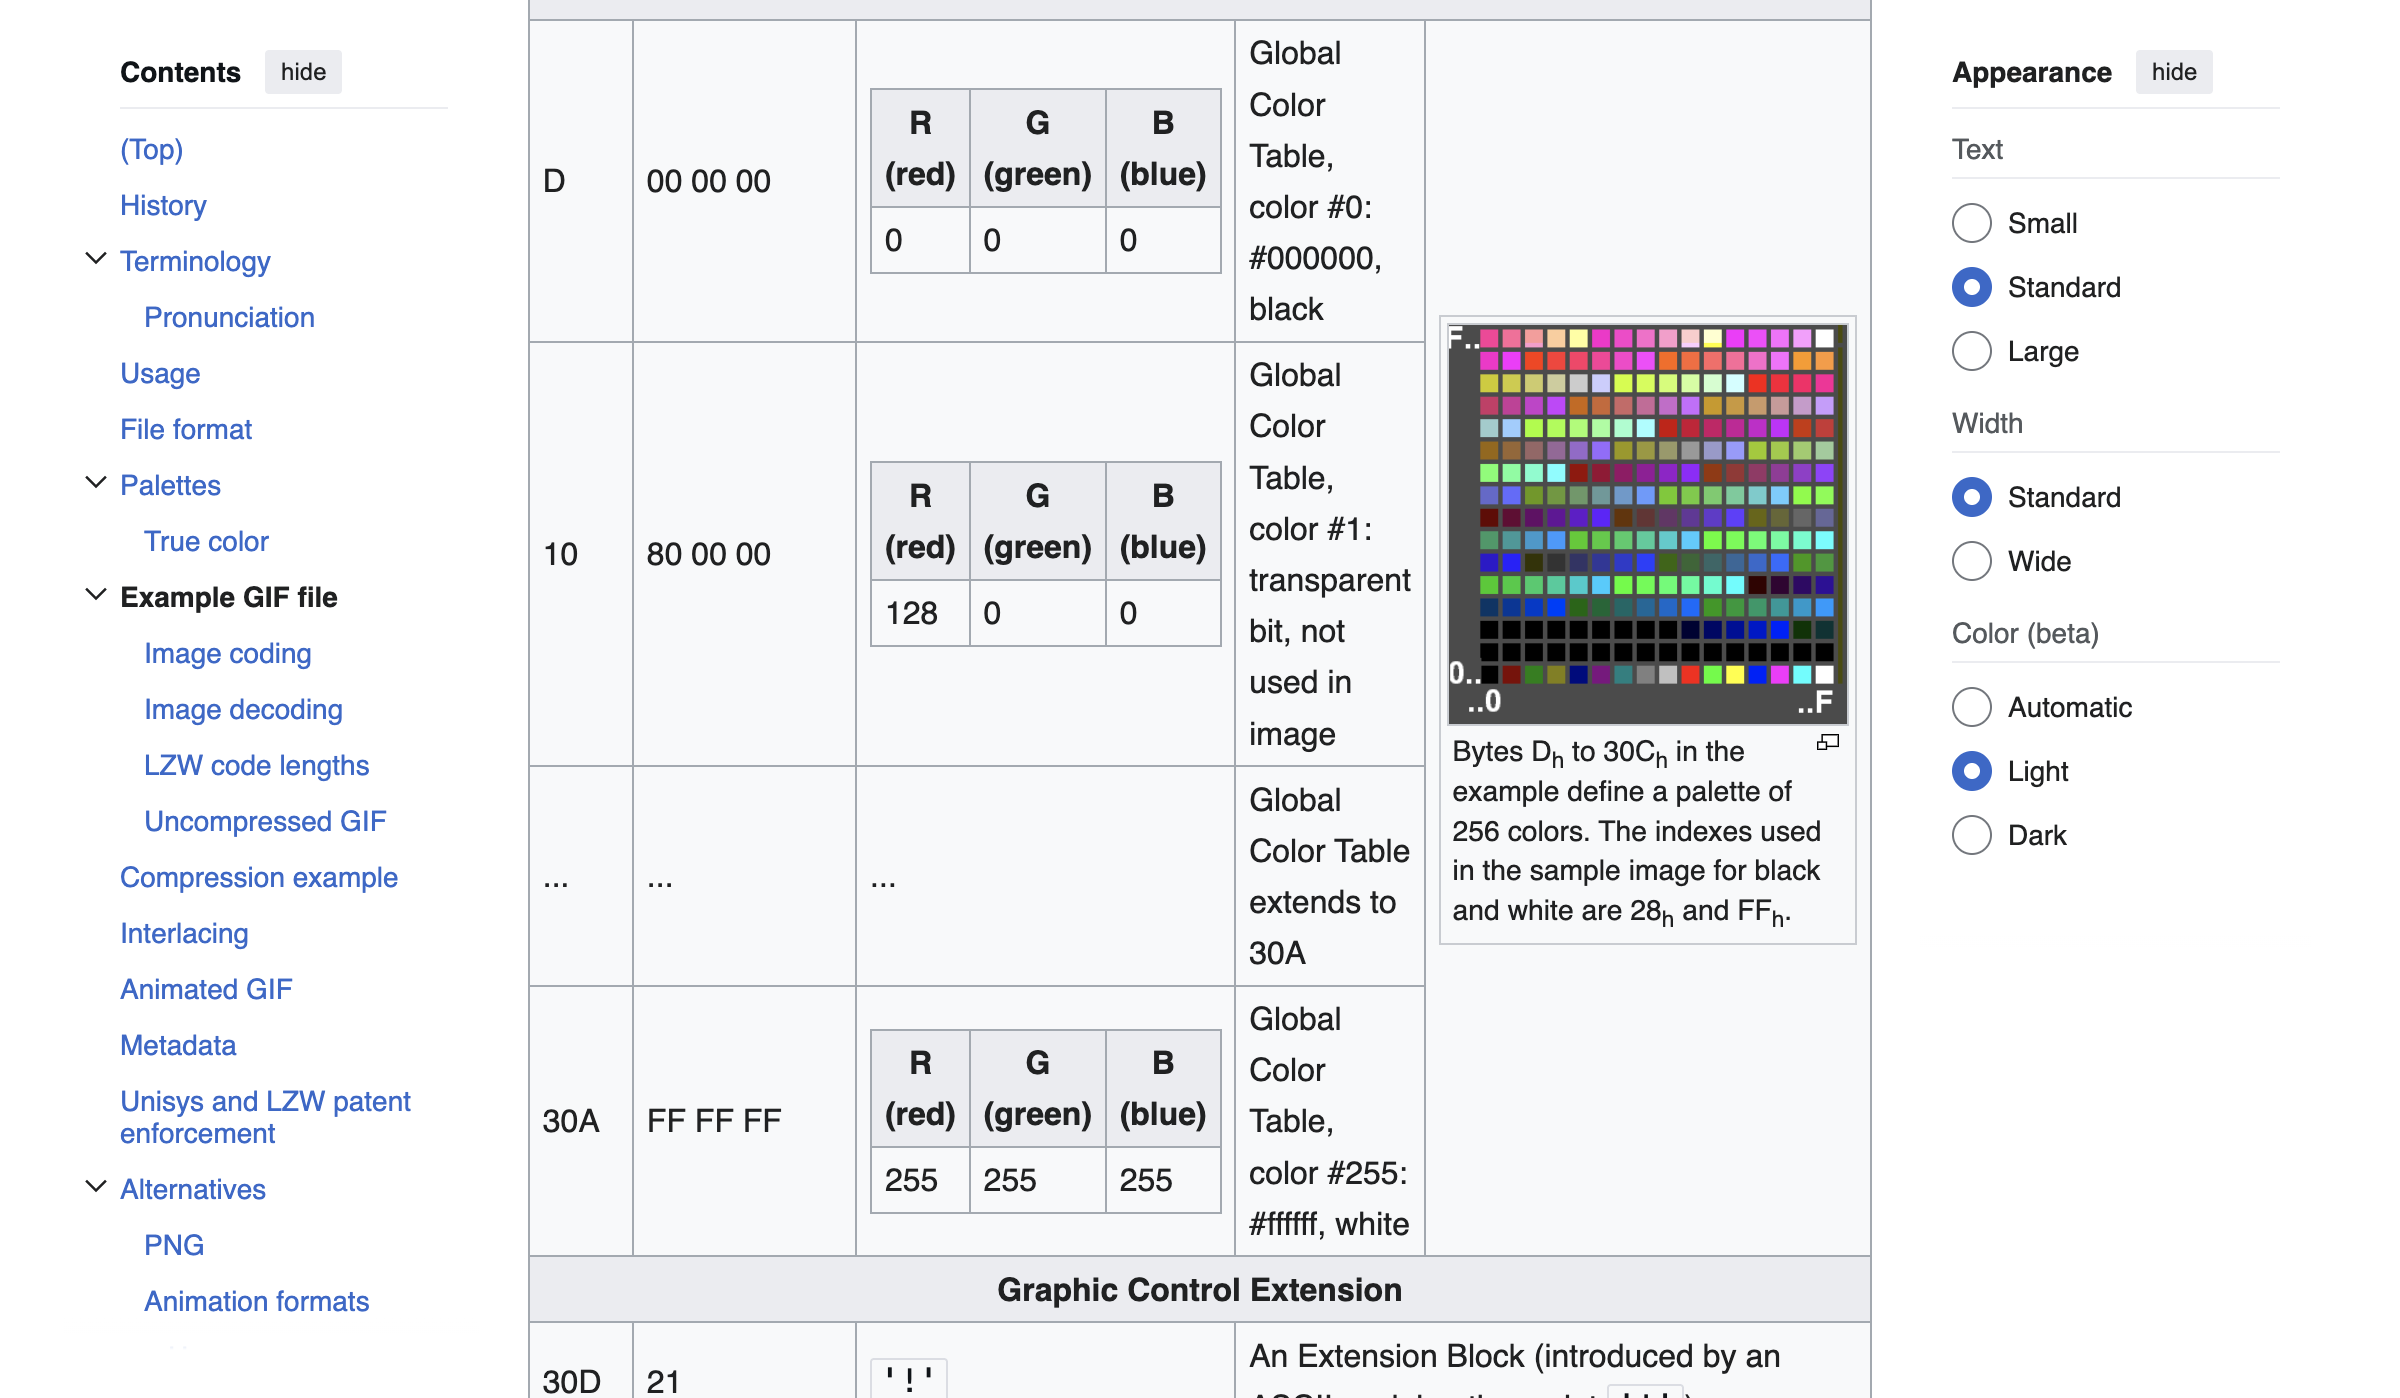 Contents hide
(Top)
History
Terminology
Pronunciation
Usage
File format
Palettes
True color
Example GIF file
Image coding
Image decoding
LZW code lengths
Uncompressed GIF
Compression example
Interlacing
Animated GIF
Metadata
Unisys and LZW patent
enforcement
Alternatives
PNG
Animation formats
D
00 00 00
R
(red)
G
(green)
B
(blue)
0
0
0
Global
Color
Table,
color #0:
#000000,
black
10
80 00 00
R
(red)
G
(green)
B
(blue)
128
0
0
Global
Color
Table,
color #1:
transparent
bit, not
used in
image
...
...
...
Global
Color Table
extends to
30A
30A
FF FF FF
R
(red)
G
(green)
B
(blue)
255
255
255
Global
Color
Table,
color #255:
#ffffff, white
F..
0..
..0
..F
Bytes Dh to 30Ch in the
example define a palette of
256 colors. The indexes used
in the sample image for black
and white are 28h and FFh.
Graphic Control Extension
30D
21
'!'
An Extension Block (introduced by an
Appearance hide
Text
Small
Standard
Large
Width
Standard
Wide
Color (beta)
Automatic
Light
Dark